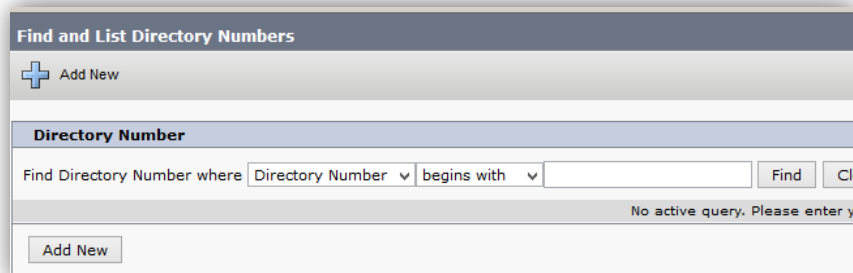 Find and List Directory Numbers
Add New
Directory Number
Find Directory Number where Directory Number begins with Find Cl
No active query. Please enter y
Add New